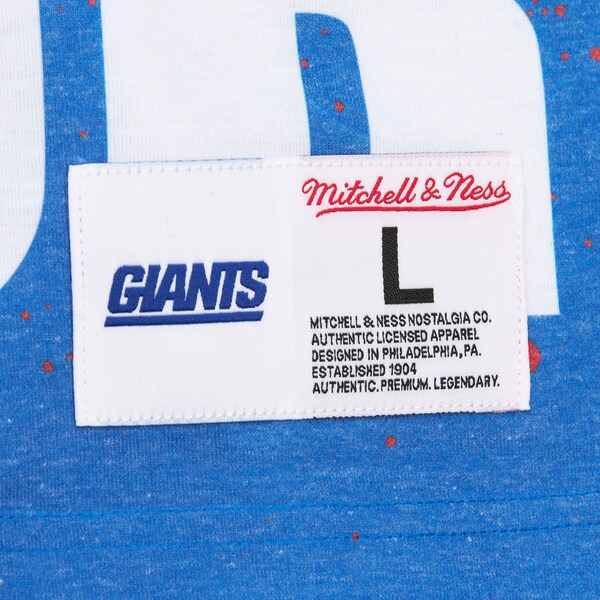 GIANTS
Mitchell & Ness
L
MITCHELL & NESS NOSTALGIA CO.
AUTHENTIC LICENSED APPAREL
DESIGNED IN PHILADELPHIA, PA.
ESTABLISHED 1904
AUTHENTIC. PREMIUM. LEGENDARY.